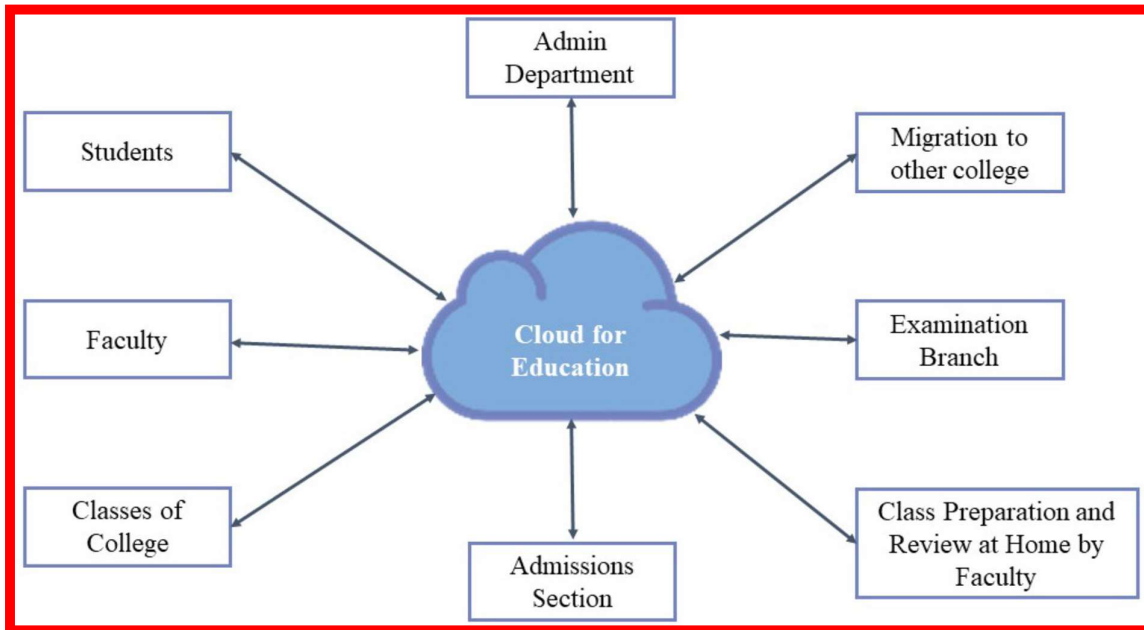 Admin
Department
Students
Migration to
other college
Faculty
Cloud for
Education
Examination
Branch
Classes of
College
Admissions
Section
Class Preparation and
Review at Home by
Faculty